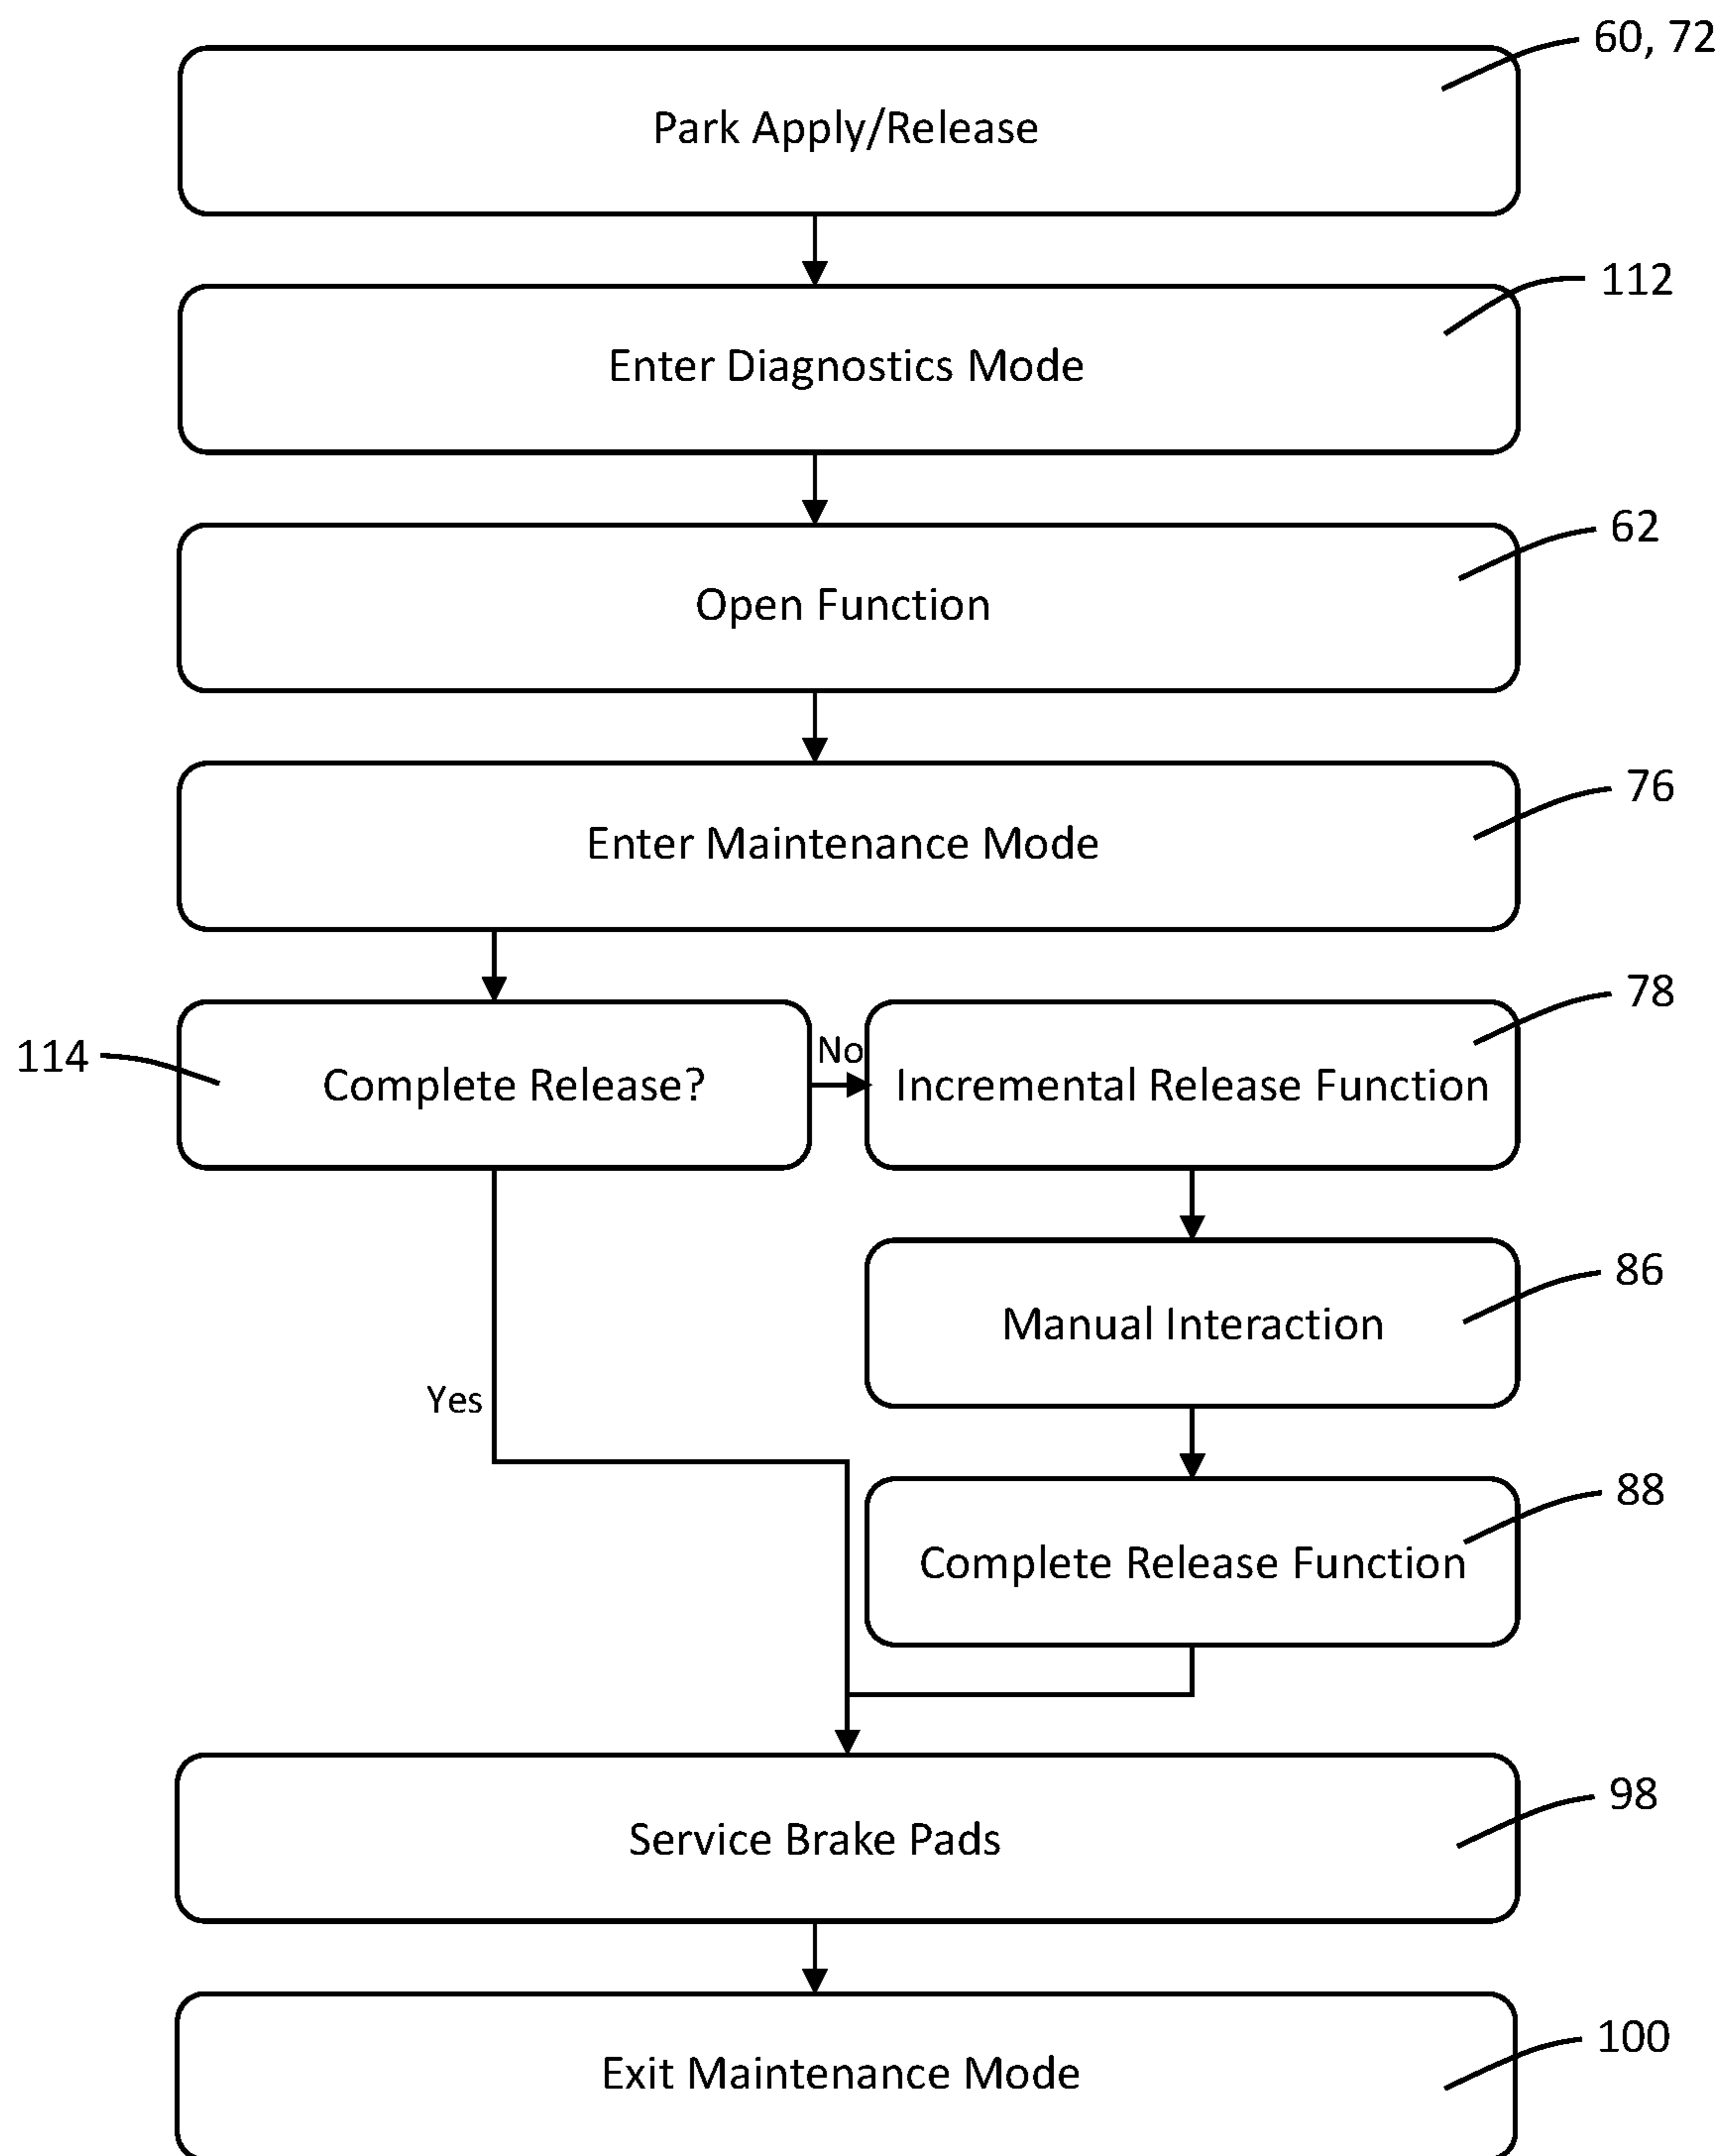 60, 72
Park Apply/Release
112
Enter Diagnostics Mode
62
Open Function
76
Enter Maintenance Mode
78
114
Complete Release?
No
Incremental Release Function
86
Manual Interaction
Yes
88
Complete Release Function
98
Service Brake Pads
100
Exit Maintenance Mode